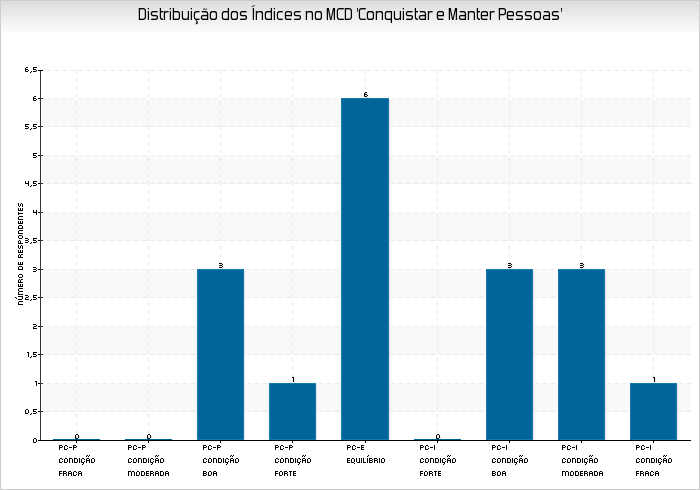 Distribuição dos Índices no MCD 'Conquistar e Manter Pessoas'
NÚMERO DE RESPONDENTES
6,5
6
5,5
5
4,5
4
3,5
3
2,5
2
1,5
1
0,5
0
0
0
3
1
6
0
3
3
1
PC-P
CONDIÇÃO
FRACA
PC-P
CONDIÇÃO
MODERADA
PC-P
CONDIÇÃO
BOA
PC-P
CONDIÇÃO
FORTE
PC-E
EQUILÍBRIO
PC-I
CONDIÇÃO
FORTE
PC-I
CONDIÇÃO
BOA
PC-I
CONDIÇÃO
MODERADA
PC-I
CONDIÇÃO
FRACA